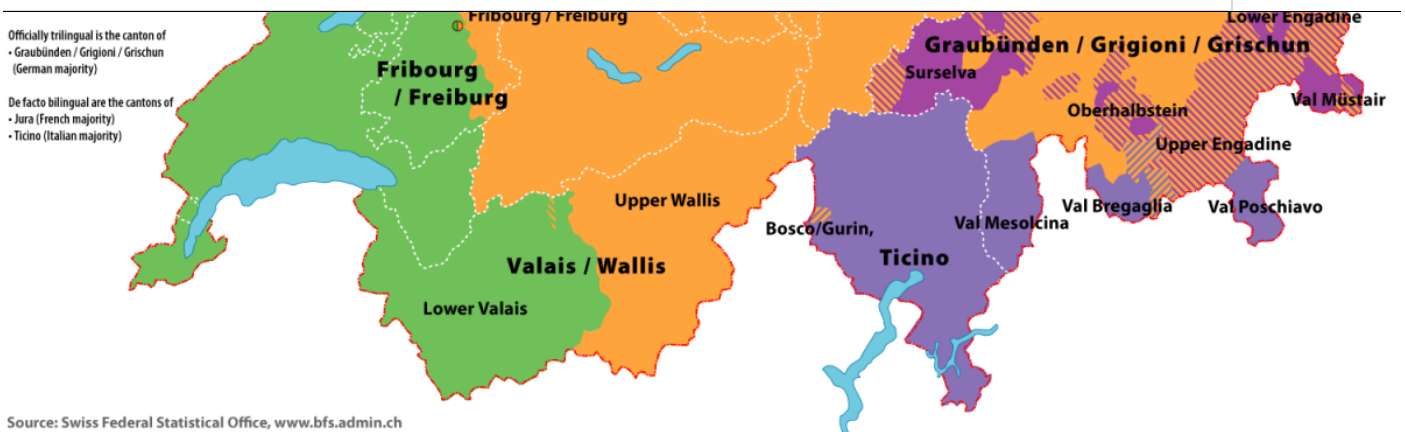 Fribourg / Freiburg
Lower Engadine
Officially trilingual is the canton of
• Graubünden / Grigioni / Grischun
(German majority)
Graubünden / Grigioni / Grischun
Fribourg
/ Freiburg
Surselva
De facto bilingual are the cantons of
• Jura (French majority)
• Ticino (Italian majority)
Val Müstair
Oberhalbstein
Upper Engadine
Upper Wallis
Val Bregaglia
Val Poschiavo
Bosco/Gurin,
Val Mesolcina
Ticino
Valais / Wallis
Lower Valais
Source: Swiss Federal Statistical Office, www.bfs.admin.ch